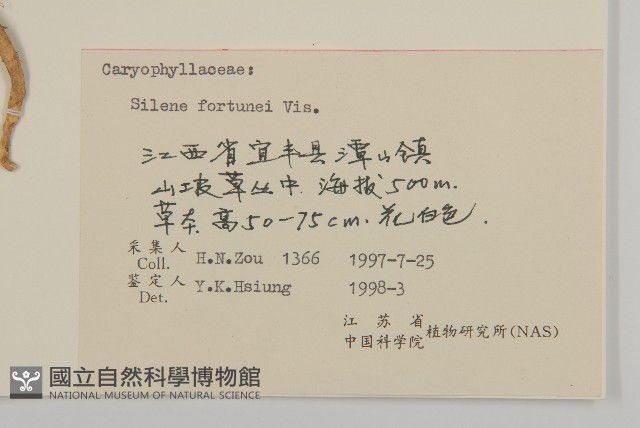 Caryophyllaceae:
Silene fortunei Vis.
江西省宜丰县潭山镇
山坡草丛中. 海拔500m.
草本 高50-75cm. 花白色.
采集人 Coll. H.N.Zou 1366 1997-7-25
鉴定人 Det. Y.K.Hsiung 1998-3
江苏省
中国科学院 植物研究所(NAS)
國立自然科學博物館
NATIONAL MUSEUM OF NATURAL SCIENCE